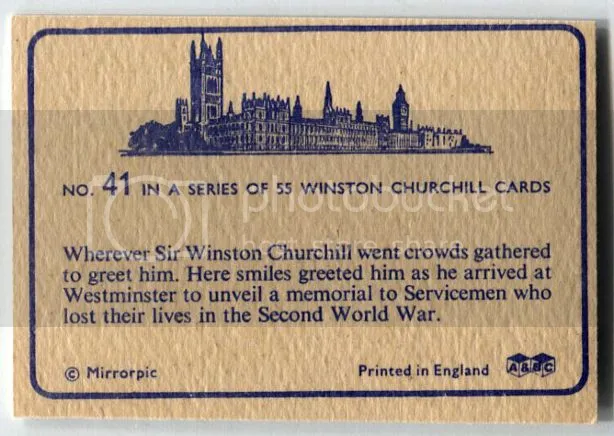 NO. 41 IN A SERIES OF 55 WINSTON CHURCHILL CARDS
photobucket
Wherever Sir Winston Churchill went crowds gathered
to greet him. Here smiles greeted him as he arrived at
Westminster to unveil a memorial to Servicemen who
lost their lives in the Second World War.
© Mirrorpic Printed in England A&BC